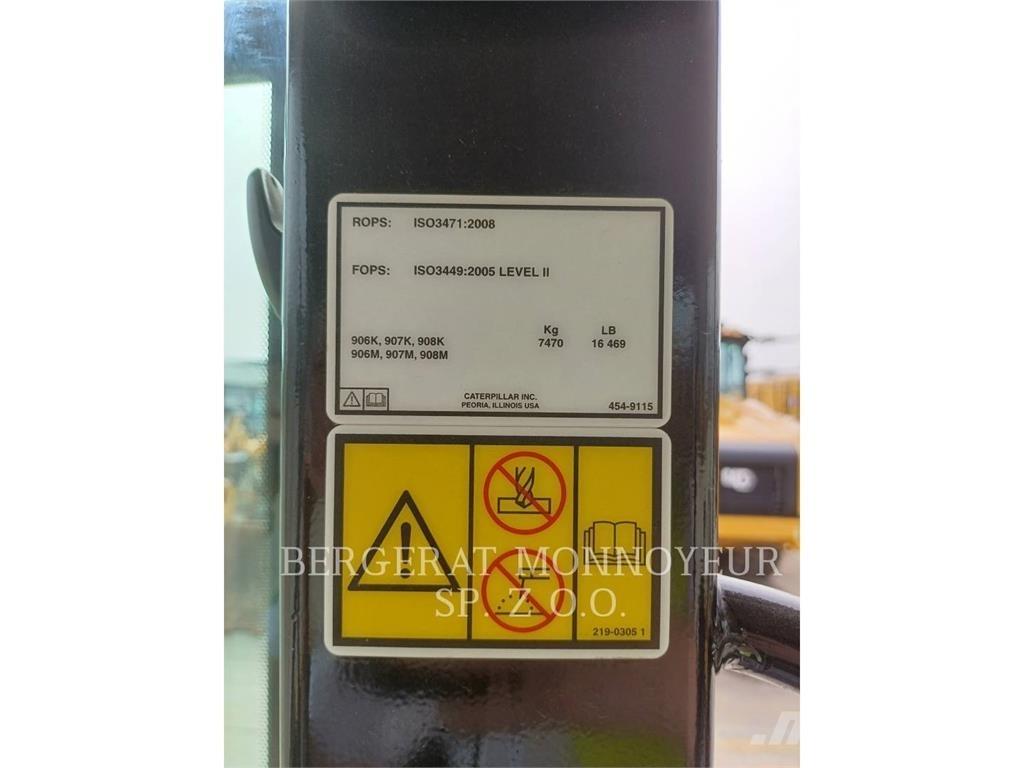 ROPS: ISO3471:2008
FOPS: ISO3449:2005 LEVEL II
Kg LB
906K, 907K, 908K 7470 16 469
906M, 907M, 908M
CATERPILLAR INC.
PEORIA, ILLINOIS USA
454-9115
BERGERAT MONNOYEUR
SP. Z O.O.
219-0305 1